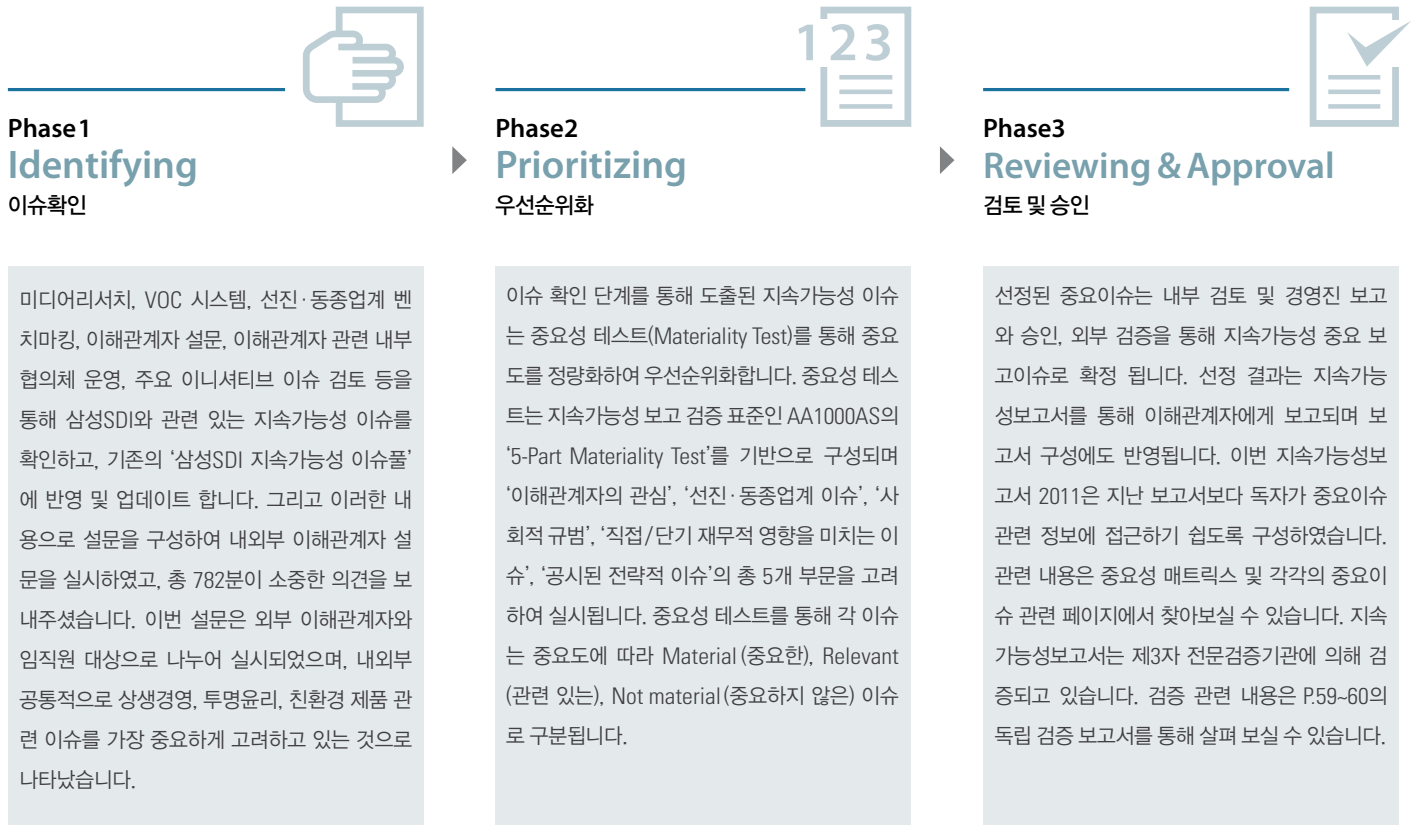 Phase1
Identifying
이슈확인
미디어리서치, VOC 시스템, 선진·동종업계 벤
치마킹, 이해관계자 설문, 이해관계자 관련 내부
협의체 운영, 주요 이니셔티브 이슈 검토 등을
통해 삼성SDI와 관련 있는 지속가능성 이슈를
확인하고, 기존의 ‘삼성SDI 지속가능성 이슈풀’
에 반영 및 업데이트 합니다. 그리고 이러한 내
용으로 설문을 구성하여 내외부 이해관계자 설
문을 실시하였고, 총 782분이 소중한 의견을 보
내주셨습니다. 이번 설문은 외부 이해관계자와
임직원 대상으로 나누어 실시되었으며, 내외부
공통적으로 상생경영, 투명윤리, 친환경 제품 관
련 이슈를 가장 중요하게 고려하고 있는 것으로
나타났습니다.
123
Phase2
Prioritizing
우선순위화
이슈 확인 단계를 통해 도출된 지속가능성 이슈
는 중요성 테스트(Materiality Test)를 통해 중요
도를 정량화하여 우선순위화합니다. 중요성 테스
트는 지속가능성 보고 검증 표준인 AA1000AS의
‘5-Part Materiality Test’를 기반으로 구성되며
‘이해관계자의 관심’, ‘선진·동종업계 이슈’, ‘사
회적 규범’, ‘직접/단기 재무적 영향을 미치는 이
슈’, ‘공시된 전략적 이슈’의 총 5개 부문을 고려
하여 실시됩니다. 중요성 테스트를 통해 각 이슈
는 중요도에 따라 Material(중요한), Relevant
(관련 있는), Not material(중요하지 않은) 이슈
로 구분됩니다.
Phase3
Reviewing & Approval
검토 및 승인
선정된 중요이슈는 내부 검토 및 경영진 보고
와 승인, 외부 검증을 통해 지속가능성 중요 보
고이슈로 확정 됩니다. 선정 결과는 지속가능
성보고서를 통해 이해관계자에게 보고되며 보
고서 구성에도 반영됩니다. 이번 지속가능성보
고서 2011은 지난 보고서보다 독자가 중요이슈
관련 정보에 접근하기 쉽도록 구성하였습니다.
관련 내용은 중요성 매트릭스 및 각각의 중요이
슈 관련 페이지에서 찾아보실 수 있습니다. 지속
가능성보고서는 제3자 전문검증기관에 의해 검
증되고 있습니다. 검증 관련 내용은 P.59~60의
독립 검증 보고서를 통해 살펴 보실 수 있습니다.